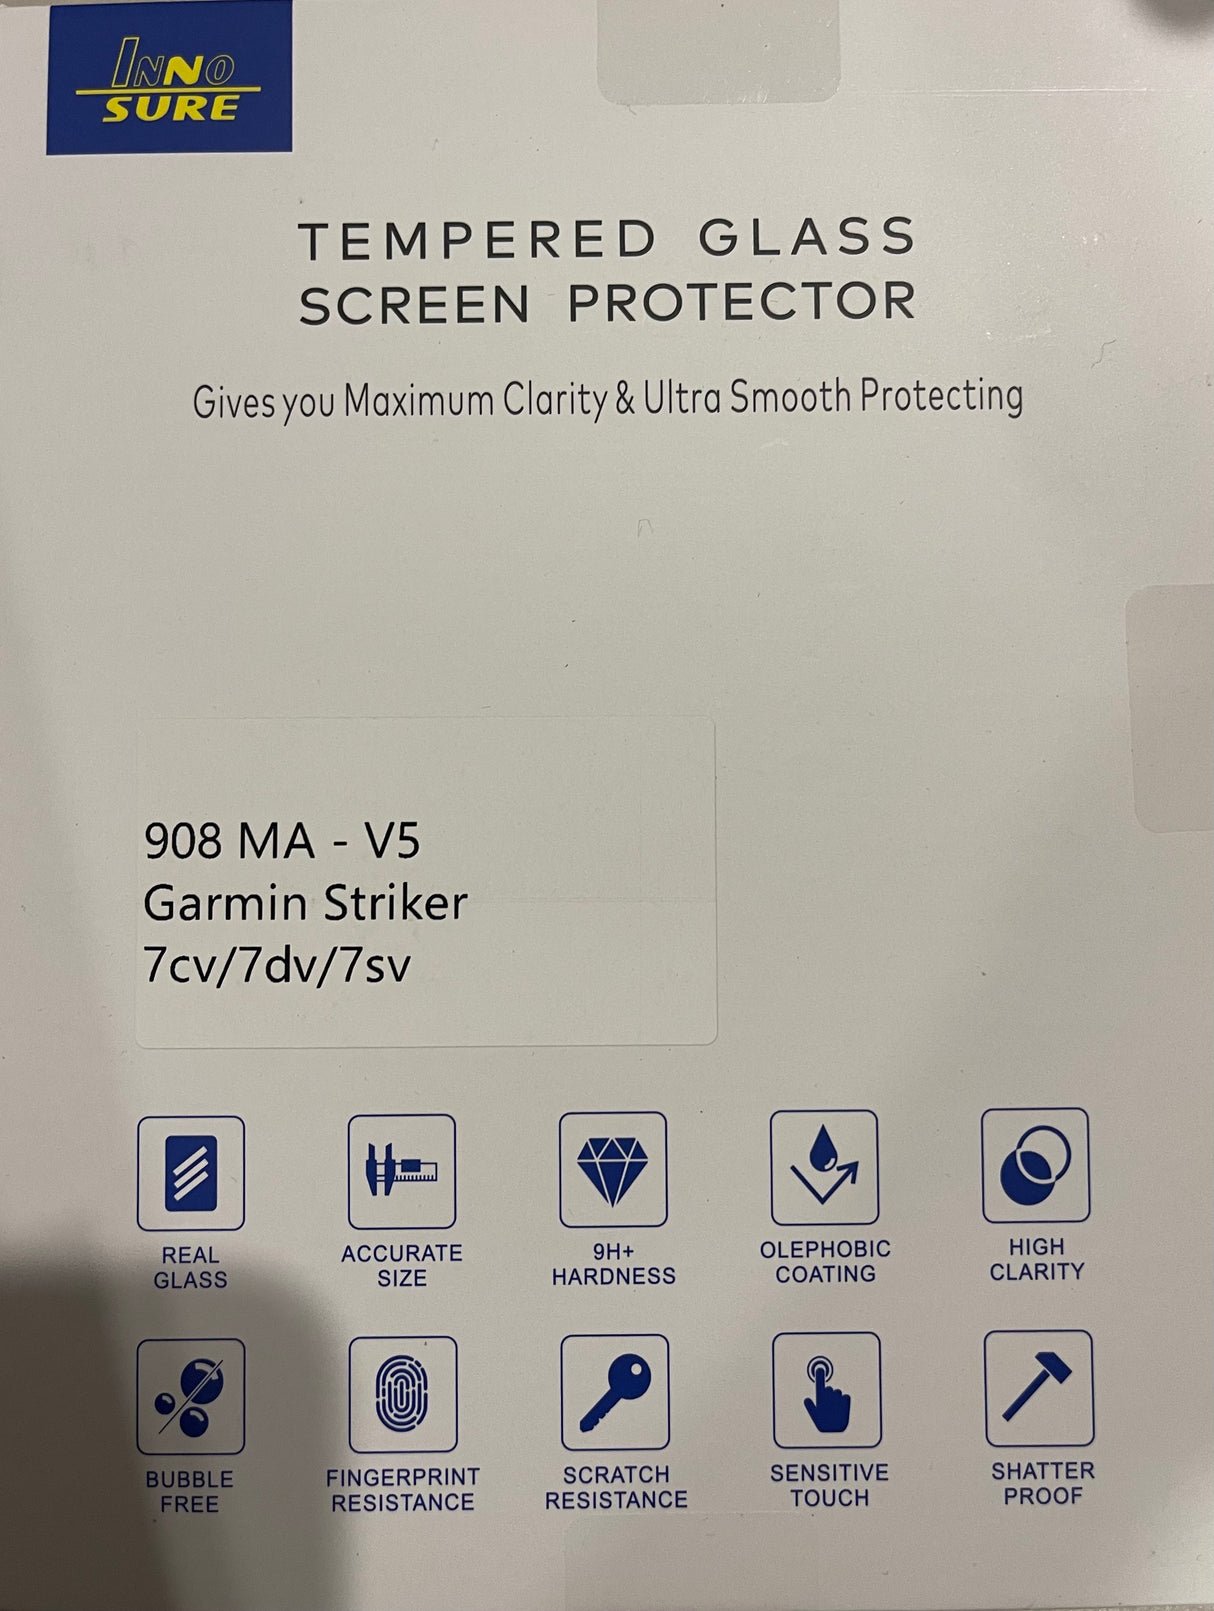 INNO
SURE
TEMPERED GLASS
SCREEN PROTECTOR
Gives you Maximum Clarity & Ultra Smooth Protecting
908 MA - V5
Garmin Striker
7cv/7dv/7sv
REAL
GLASS
ACCURATE
SIZE
9H+
HARDNESS
OLEPHOBIC
COATING
HIGH
CLARITY
BUBBLE
FREE
FINGERPRINT
RESISTANCE
SCRATCH
RESISTANCE
SENSITIVE
TOUCH
SHATTER
PROOF